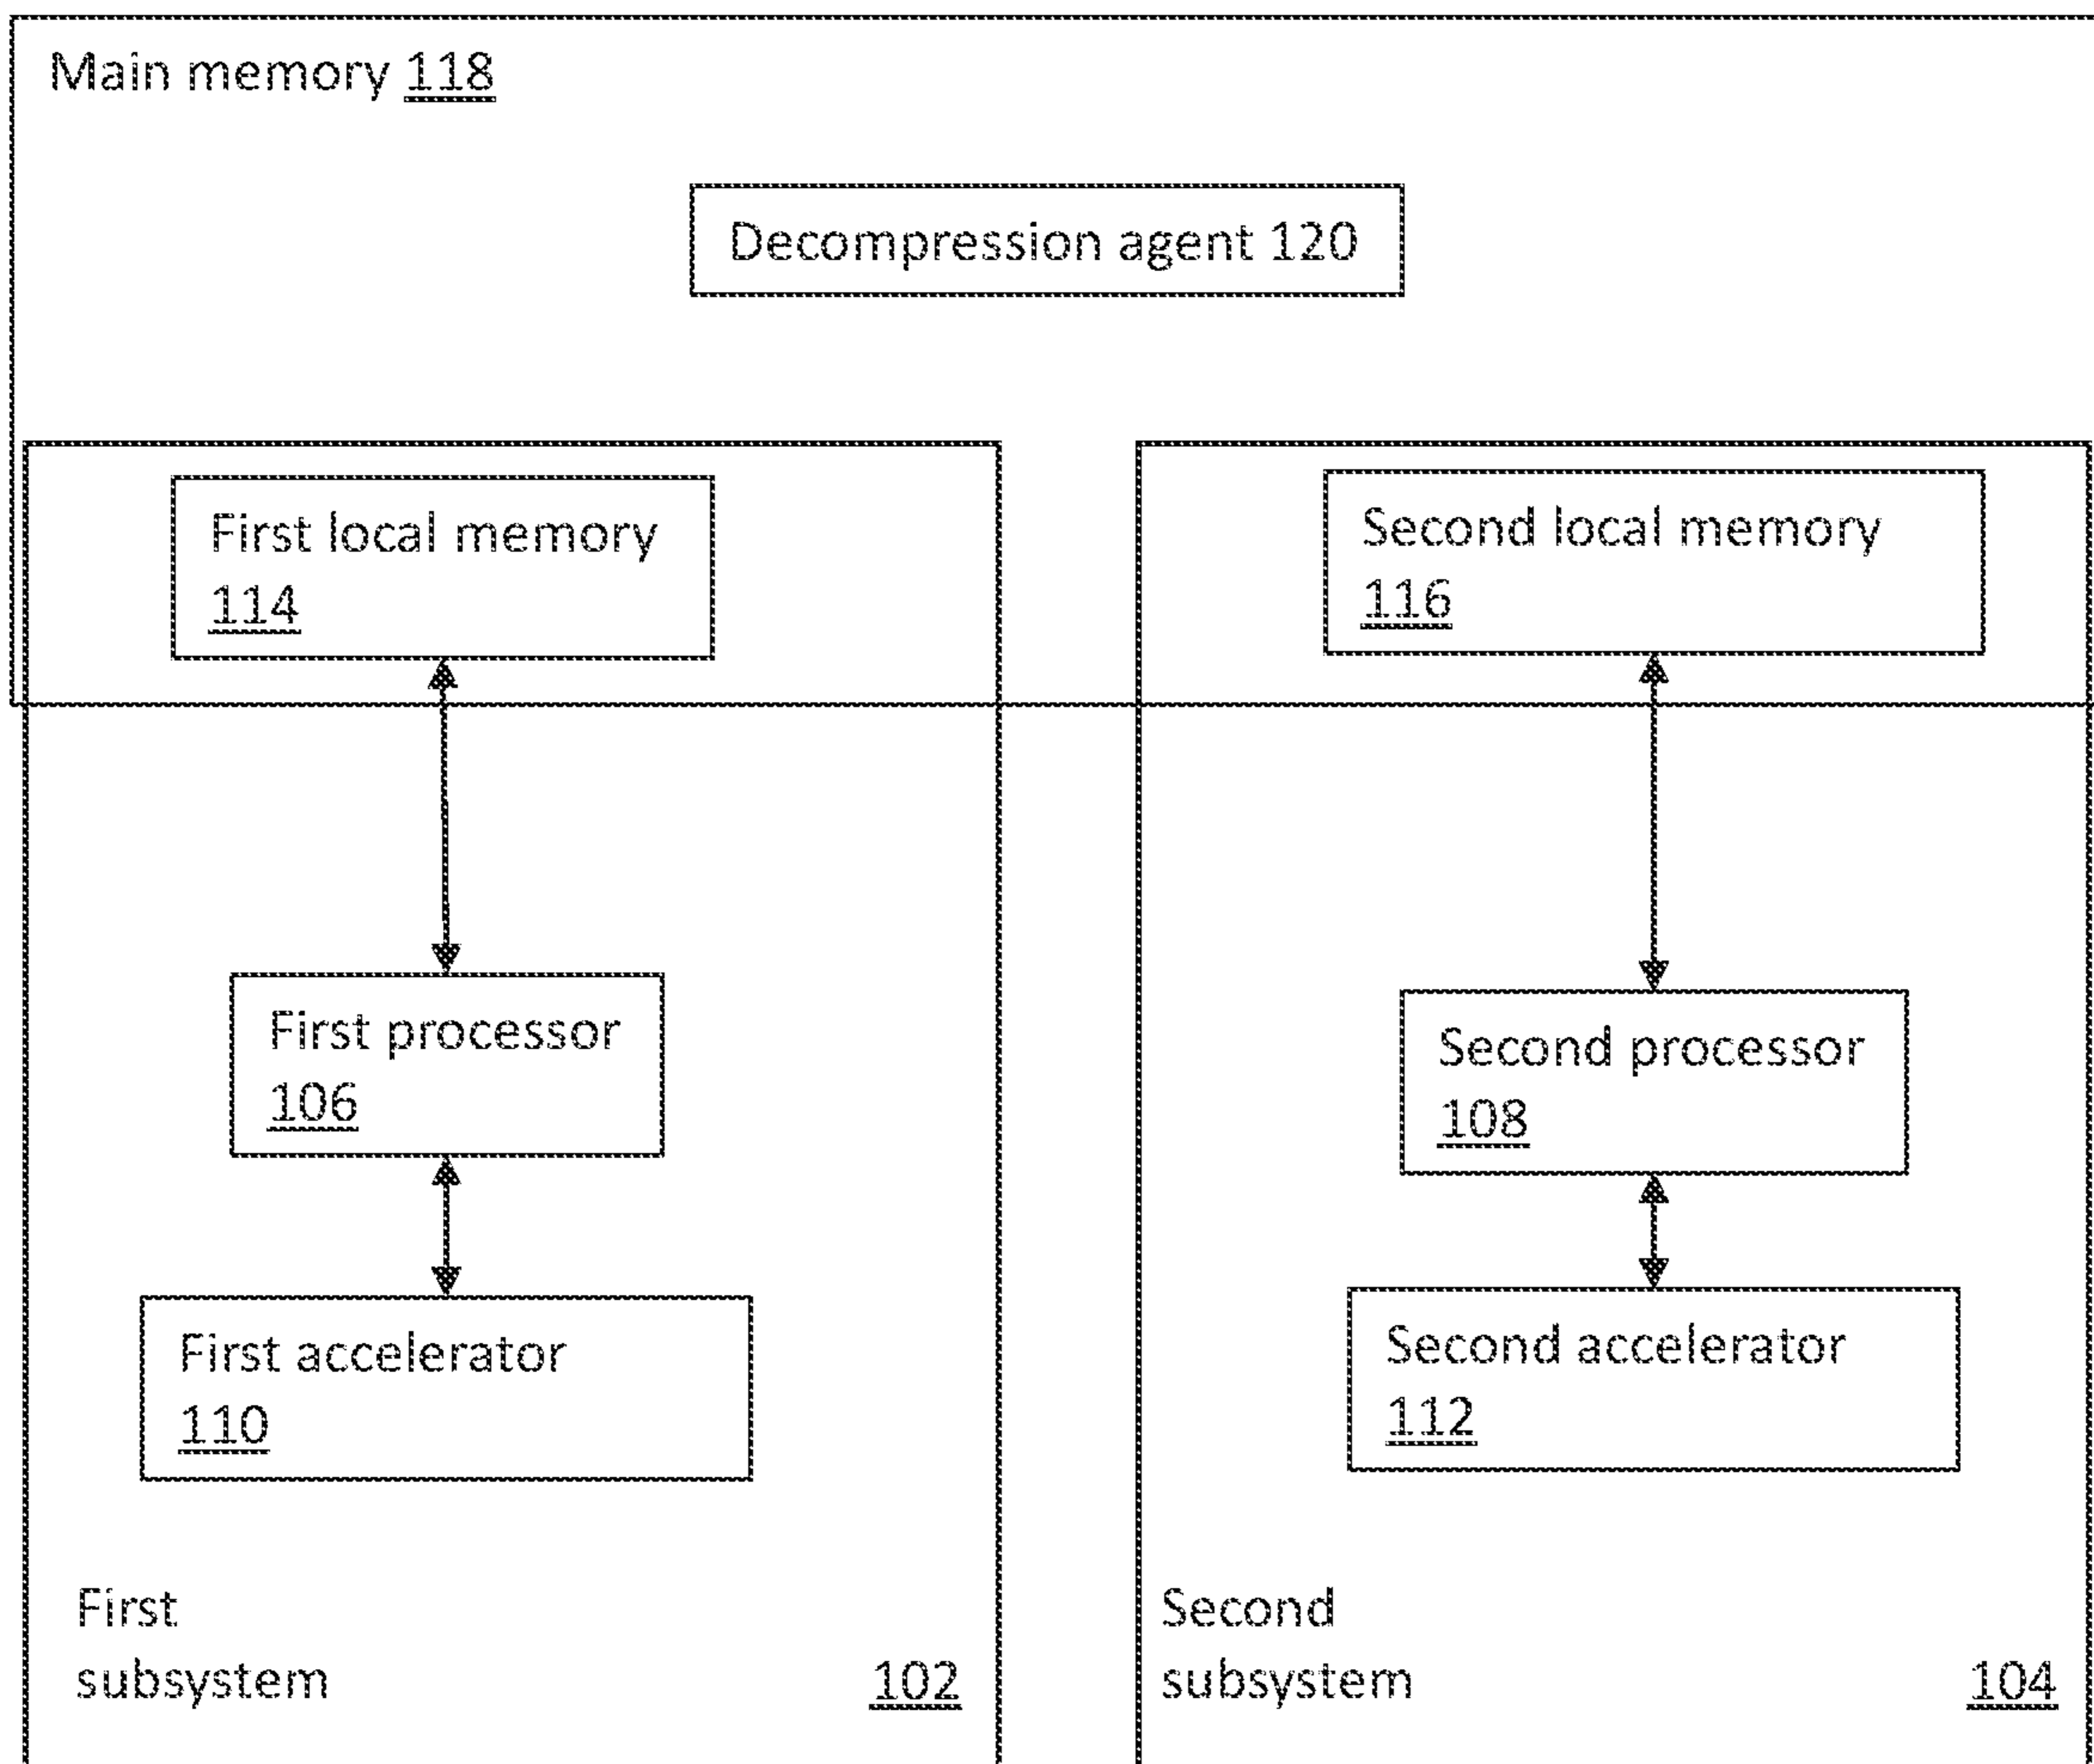 Main memory 118
Decompression agent 120
First local memory
114
Second local memory
116
First processor
106
Second processor
108
First accelerator
110
Second accelerator
112
First
subsystem
102
Second
subsystem
104